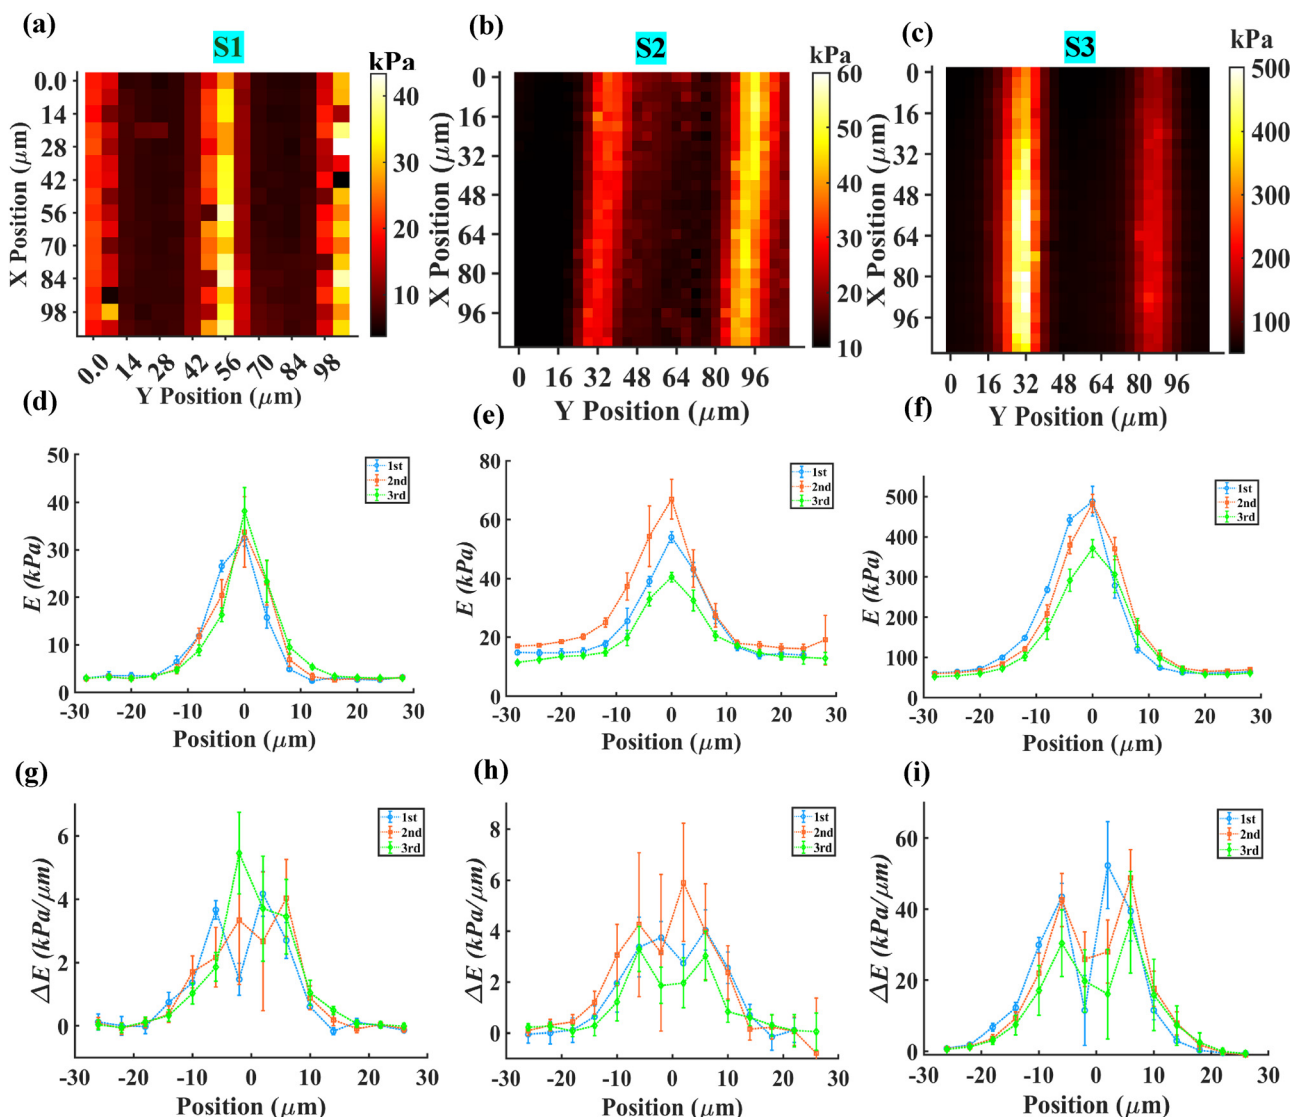 (a)
S1
kPa
X Position (μm)
0.0
14
28
42
56
70
84
98
0.0 14 28 42 56 70 84 98
Y Position (μm)
40
30
20
10
(b)
S2
kPa
X Position (μm)
0
16
32
48
64
80
96
0 16 32 48 64 80 96
Y Position (μm)
60
50
40
30
20
10
(c)
S3
kPa
X Position (μm)
0
16
32
48
64
80
96
0 16 32 48 64 80 96
Y Position (μm)
500
400
300
200
100
(d)
E (kPa)
50
40
30
20
10
0
-30 -20 -10 0 10 20 30
Position (μm)
1st
2nd
3rd
(e)
E (kPa)
80
60
40
20
0
-30 -20 -10 0 10 20 30
Position (μm)
1st
2nd
3rd
(f)
E (kPa)
500
400
300
200
100
0
-30 -20 -10 0 10 20 30
Position (μm)
1st
2nd
3rd
(g)
ΔE (kPa/μm)
6
4
2
0
-30 -20 -10 0 10 20 30
Position (μm)
1st
2nd
3rd
(h)
ΔE (kPa/μm)
8
6
4
2
0
-30 -20 -10 0 10 20 30
Position (μm)
1st
2nd
3rd
(i)
ΔE (kPa/μm)
60
40
20
0
-30 -20 -10 0 10 20 30
Position (μm)
1st
2nd
3rd